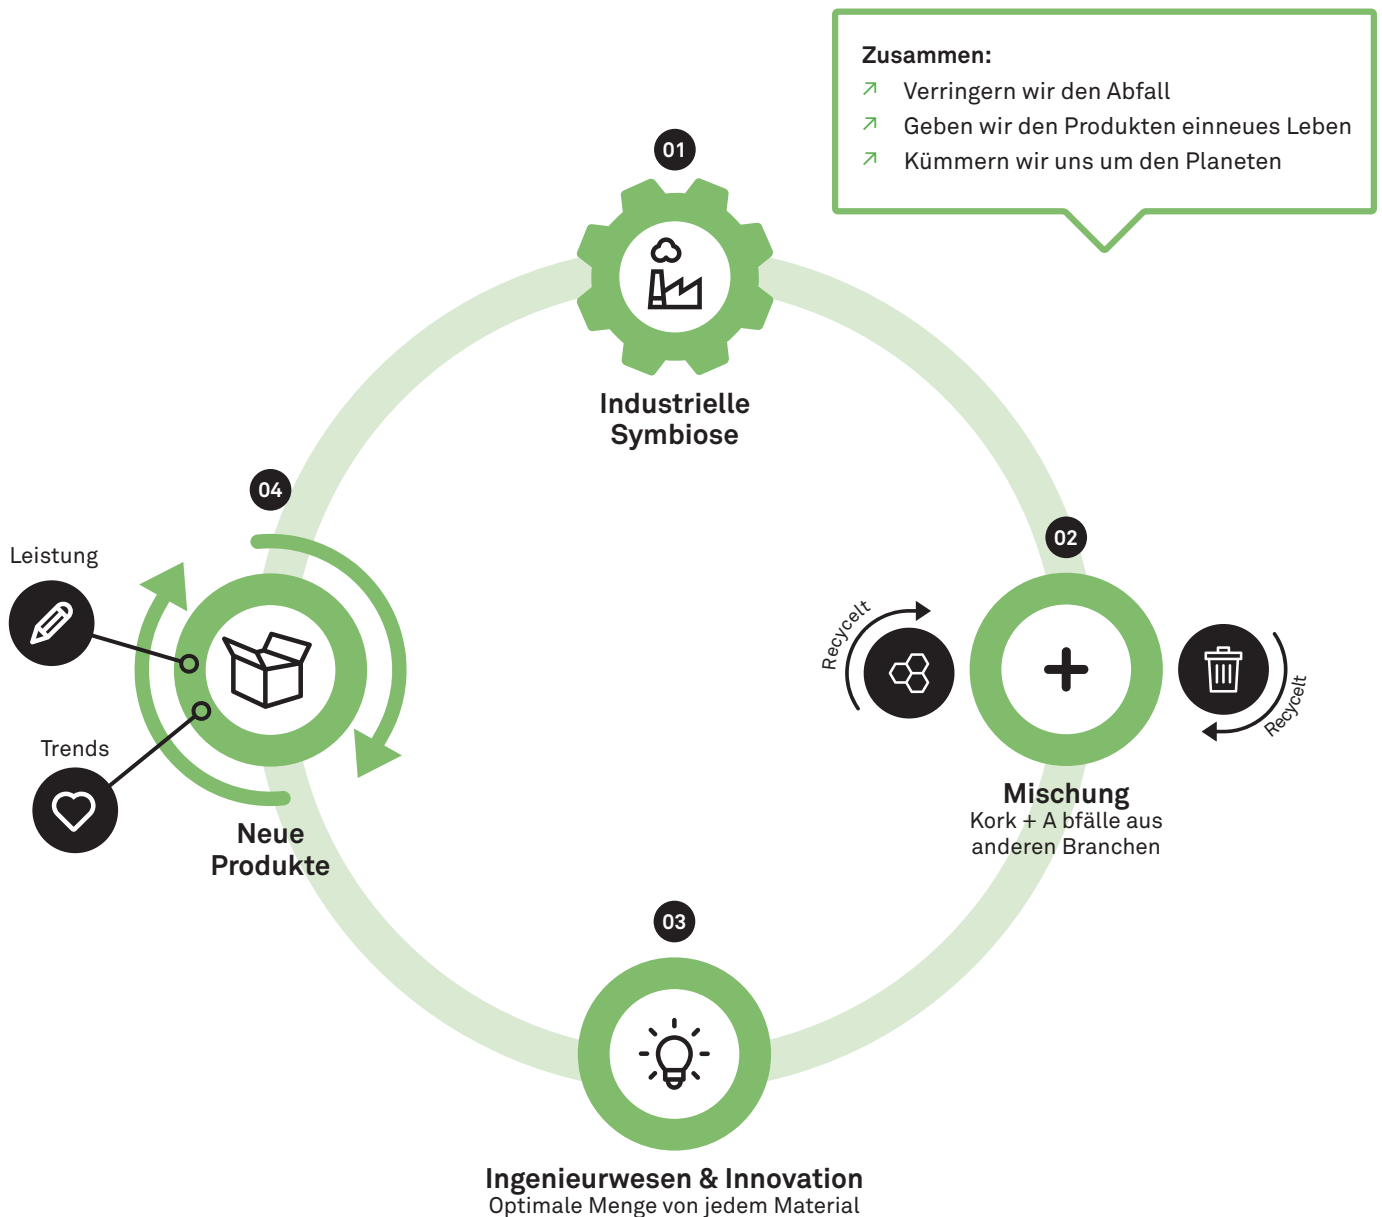 Zusammen:
Verringern wir den Abfall
Geben wir den Produkten einneues Leben
Kümmern wir uns um den Planeten
01
Industrielle
Symbiose
02
Recycelt
Recycelt
Mischung
Kork + A bfälle aus
anderen Branchen
03
Ingenieurwesen & Innovation
Optimale Menge von jedem Material
04
Leistung
Trends
Neue
Produkte